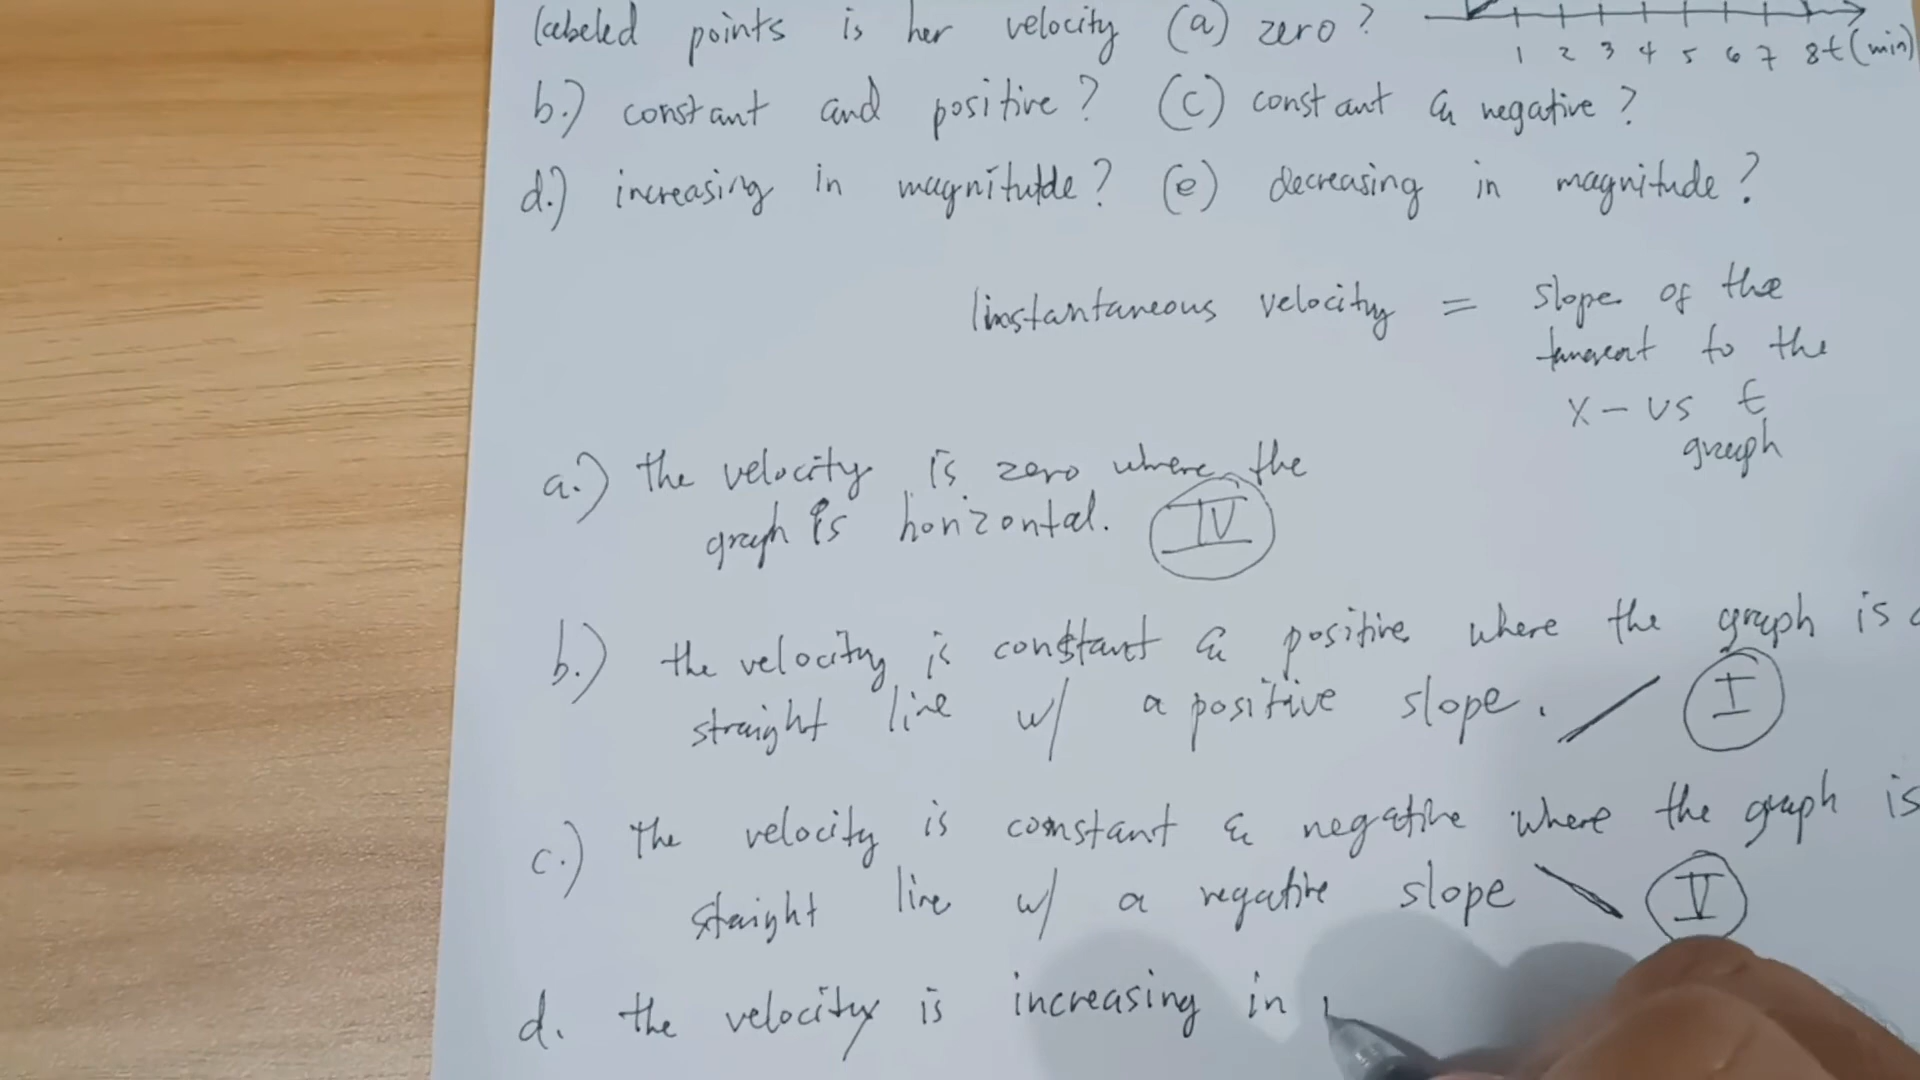 labeled points is her velocity (a) zero?
1 2 3 4 5 6 7 8 t (min)
b.) constant and positive? (c) constant & negative?
d.) increasing in magnitutde? (e) decreasing in magnitude?
instantaneous velocity = slope of the
tangent to the
x - vs t
graph
a.) the velocity is zero where the
graph is horizontal. IV
b.) the velocity is constant & positive where the graph is a
straight line w/ a positive slope. I
c.) the velocity is constant & negative where the graph is
straight line w/ a negative slope V
d. the velocity is increasing in